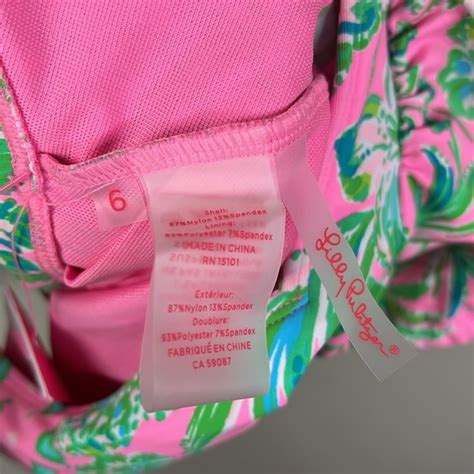 6
Shell:
87%Nylon 13%Spandex
Lining:
93%Polyester 7%Spandex
MADE IN CHINA
RN 15101
Extérieur:
87%Nylon 13%Spandex
Doublure:
93%Polyester 7%Spandex
FABRIQUÉ EN CHINE
CA 59087
Lilly Pulitzer®